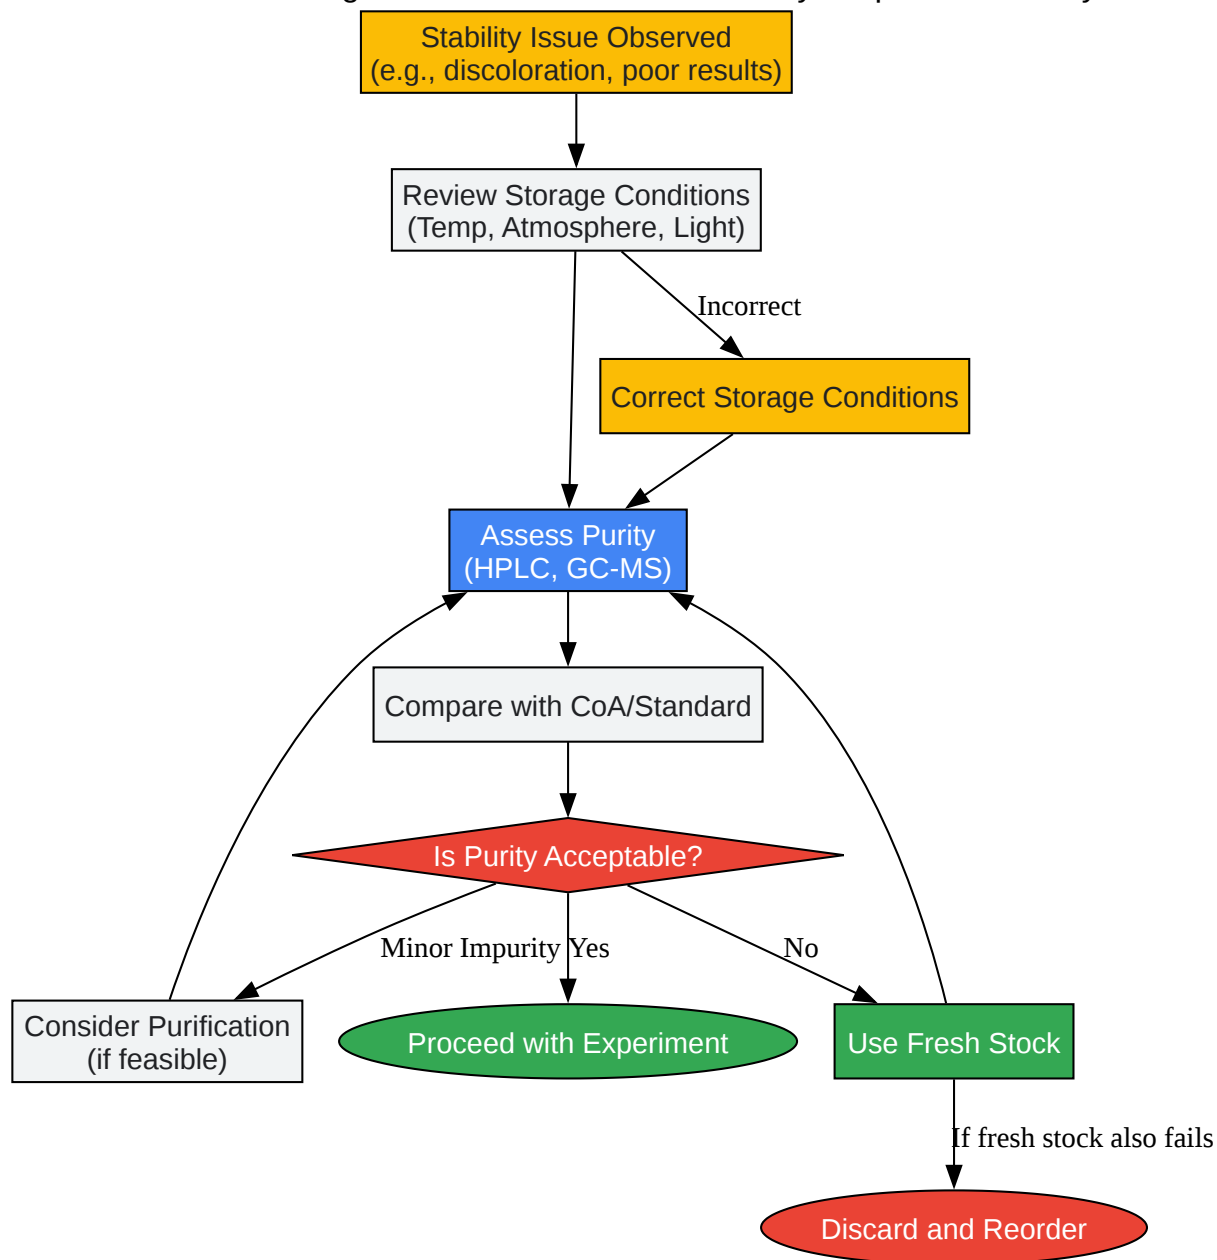 Stability Issue Observed
(e.g., discoloration, poor results)
Review Storage Conditions
(Temp, Atmosphere, Light)
Incorrect
Correct Storage Conditions
Assess Purity
(HPLC, GC-MS)
Compare with CoA/Standard
Is Purity Acceptable?
Minor Impurity
Yes
No
Consider Purification
(if feasible)
Proceed with Experiment
Use Fresh Stock
If fresh stock also fails
Discard and Reorder